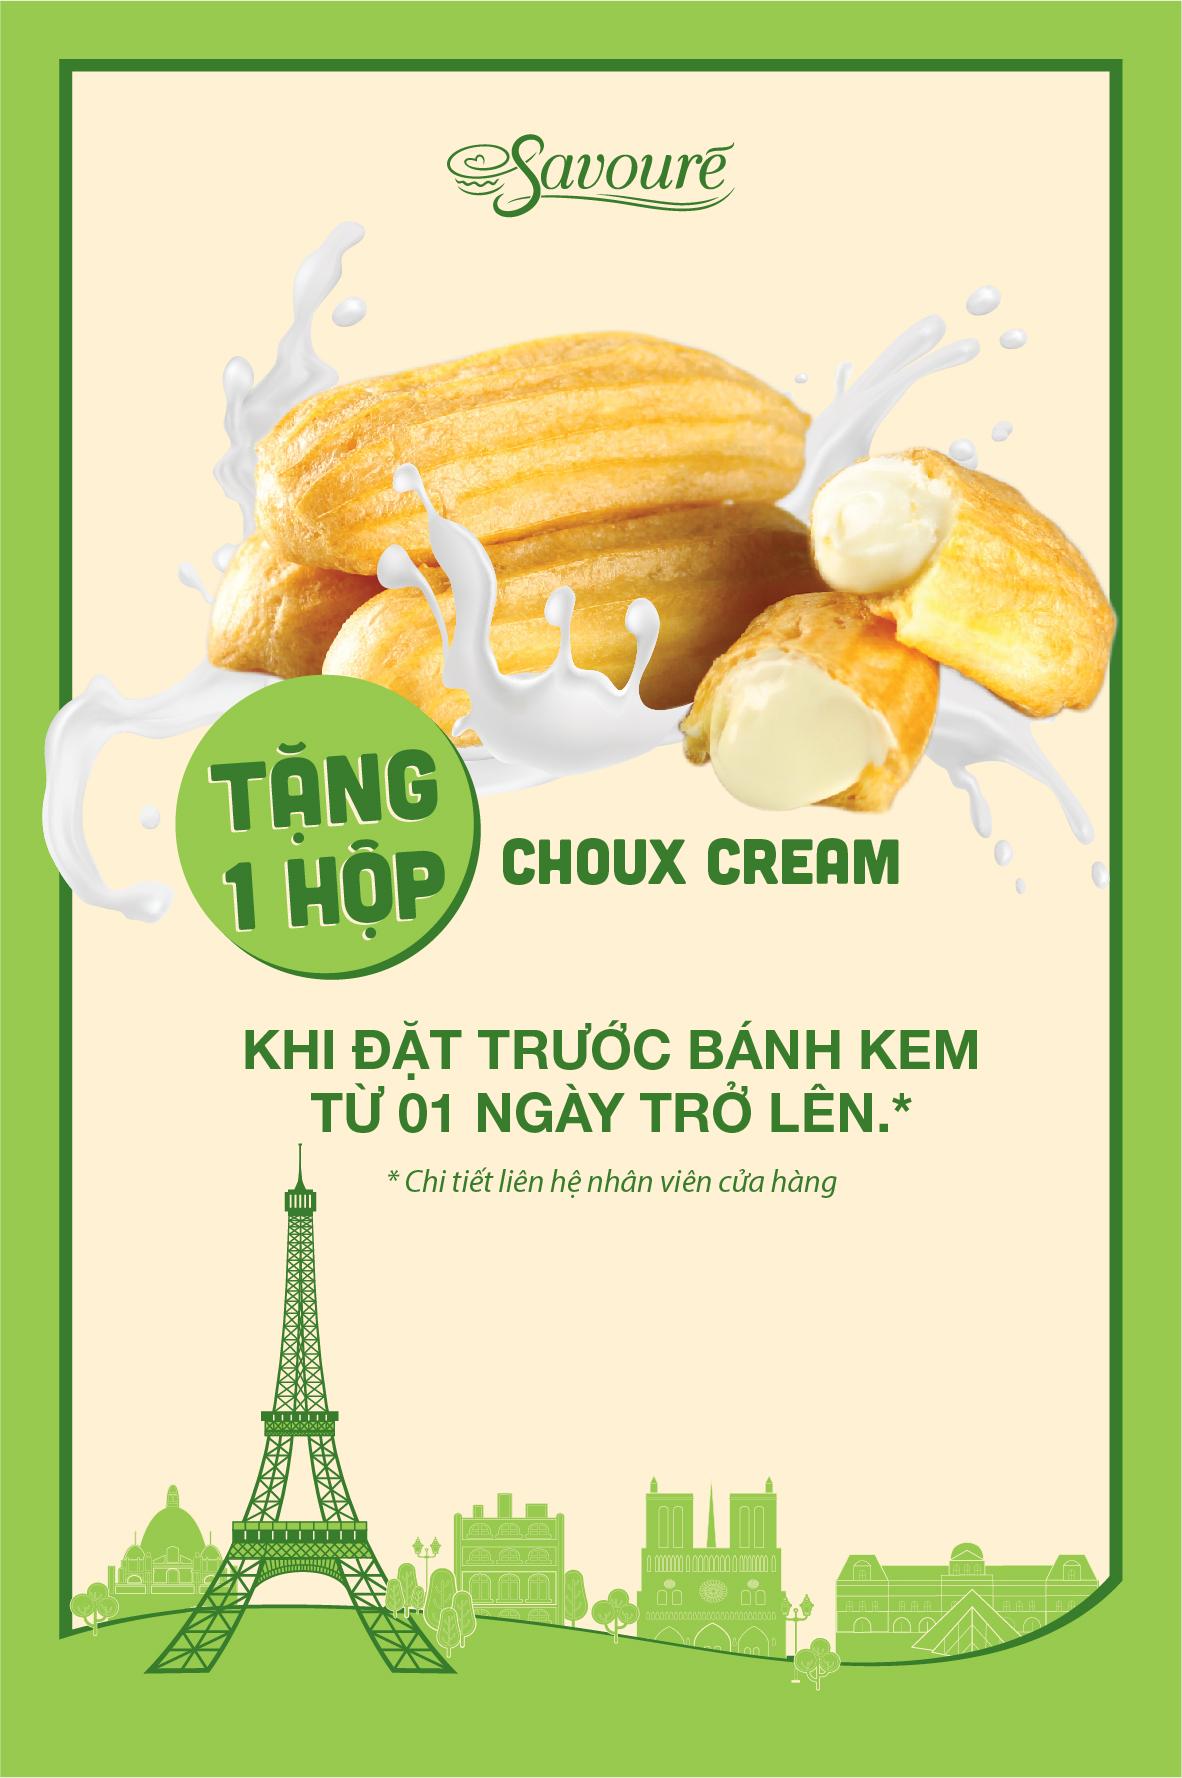 Savouré
TẶNG
1 HỘP
CHOUX CREAM
KHI ĐẶT TRƯỚC BÁNH KEM
TỪ 01 NGÀY TRỞ LÊN.*
* Chi tiết liên hệ nhân viên cửa hàng